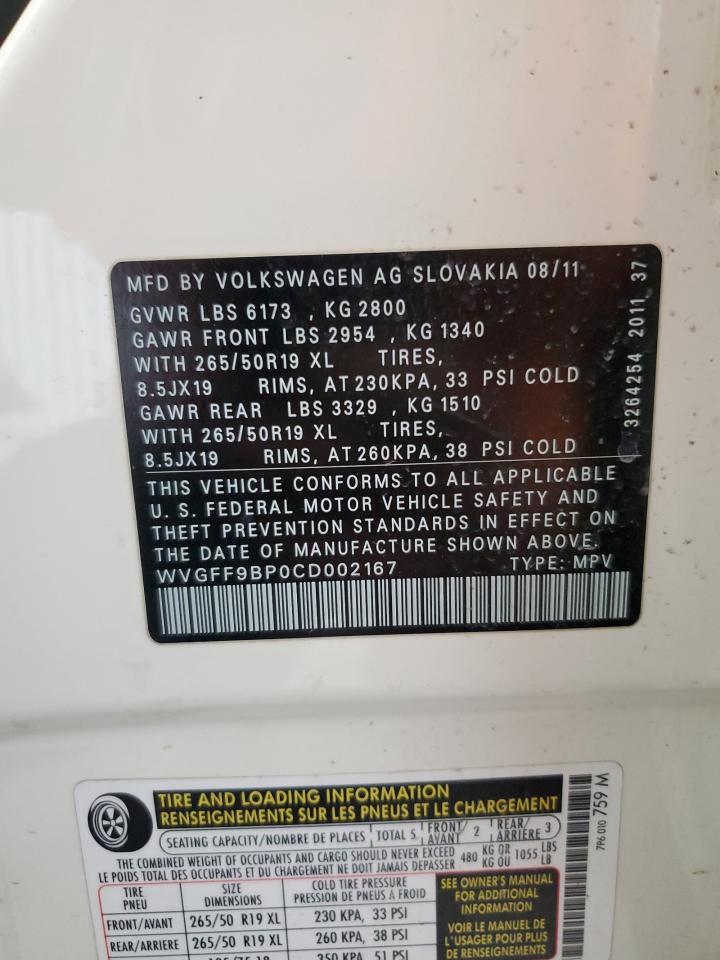 MFD BY VOLKSWAGEN AG SLOVAKIA 08/11
GVWR LBS 6173 , KG 2800
GAWR FRONT LBS 2954 , KG 1340
WITH 265/50R19 XL TIRES,
8.5JX19 RIMS, AT 230KPA, 33 PSI COLD
GAWR REAR LBS 3329 , KG 1510
WITH 265/50R19 XL TIRES,
8.5JX19 RIMS, AT 260KPA, 38 PSI COLD
THIS VEHICLE CONFORMS TO ALL APPLICABLE
U. S. FEDERAL MOTOR VEHICLE SAFETY AND
THEFT PREVENTION STANDARDS IN EFFECT ON
THE DATE OF MANUFACTURE SHOWN ABOVE.
WVGFF9BP0CD002167 TYPE: MPV
3264254 2011 37
TIRE AND LOADING INFORMATION
RENSEIGNEMENTS SUR LES PNEUS ET LE CHARGEMENT
SEATING CAPACITY/NOMBRE DE PLACES TOTAL 5 FRONT/AVANT 2 REAR/ARRIÈRE 3
THE COMBINED WEIGHT OF OCCUPANTS AND CARGO SHOULD NEVER EXCEED 480 KG OR 1055 LBS
LE POIDS TOTAL DES OCCUPANTS ET DU CHARGEMENT NE DOIT JAMAIS DEPASSER KG OU LB
TIRE SIZE COLD TIRE PRESSURE
PNEU DIMENSIONS PRESSION DE PNEUS A FROID
FRONT/AVANT 265/50 R19 XL 230 KPA, 33 PSI
REAR/ARRIERE 265/50 R19 XL 260 KPA, 38 PSI
350 KPA, 51 PSI
SEE OWNER'S MANUAL
FOR ADDITIONAL
INFORMATION
VOIR LE MANUEL DE
L'USAGER POUR PLUS
DE RENSEIGNEMENTS
7P6 010 759 M